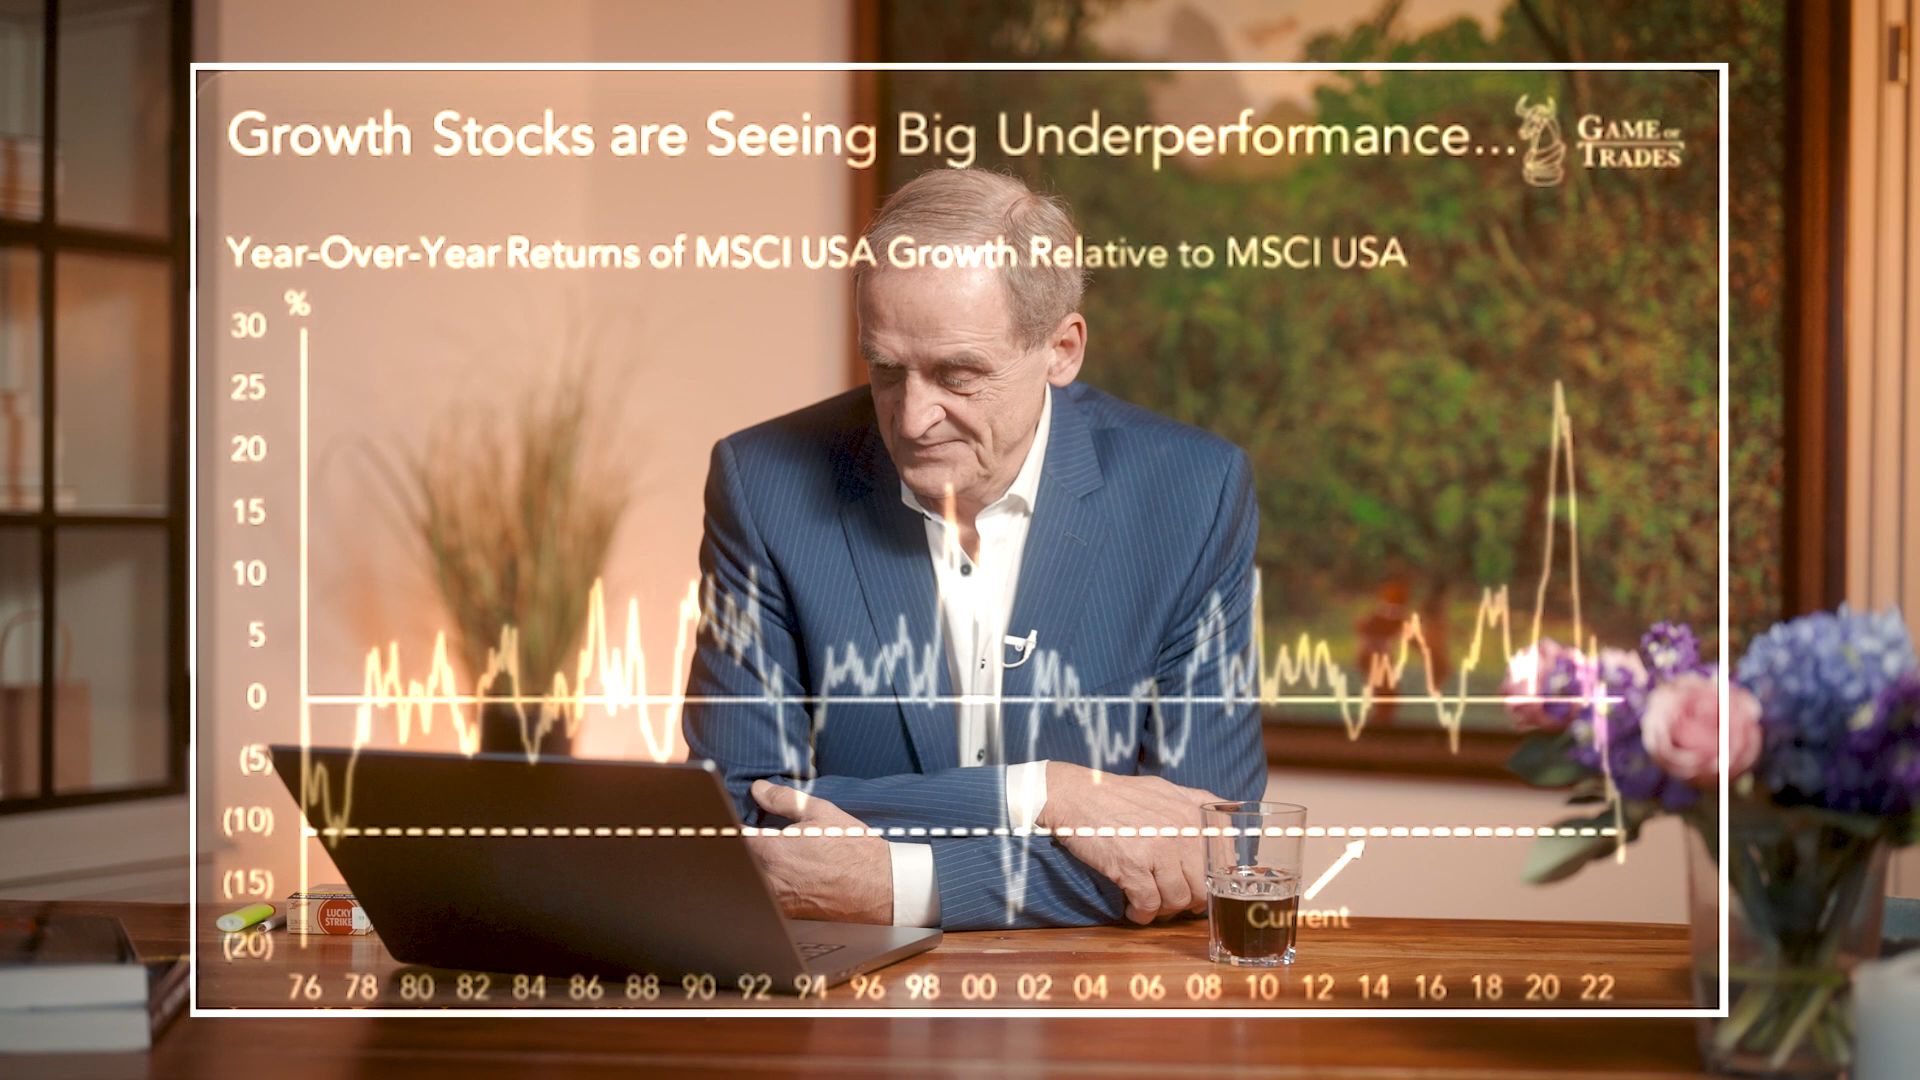 Growth Stocks are Seeing Big Underperformance...
GAME OF
TRADES
Year-Over-Year Returns of MSCI USA Growth Relative to MSCI USA
%
30
25
20
15
10
5
0
(5)
(10)
(15)
(20)
LUCKY
STRIKE
Current
76 78 80 82 84 86 88 90 92 94 96 98 00 02 04 06 08 10 12 14 16 18 20 22